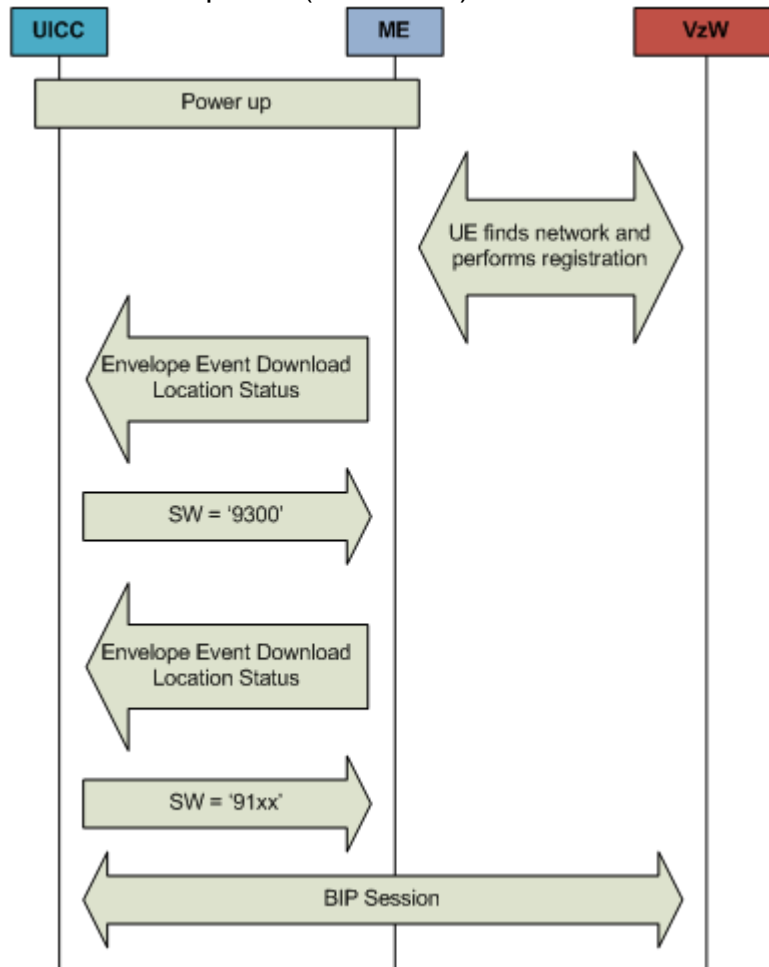 UICC
ME
VzW
Power up
UE finds network and
performs registration
Envelope Event Download
Location Status
SW = ‘9300’
Envelope Event Download
Location Status
SW = ‘91xx’
BIP Session